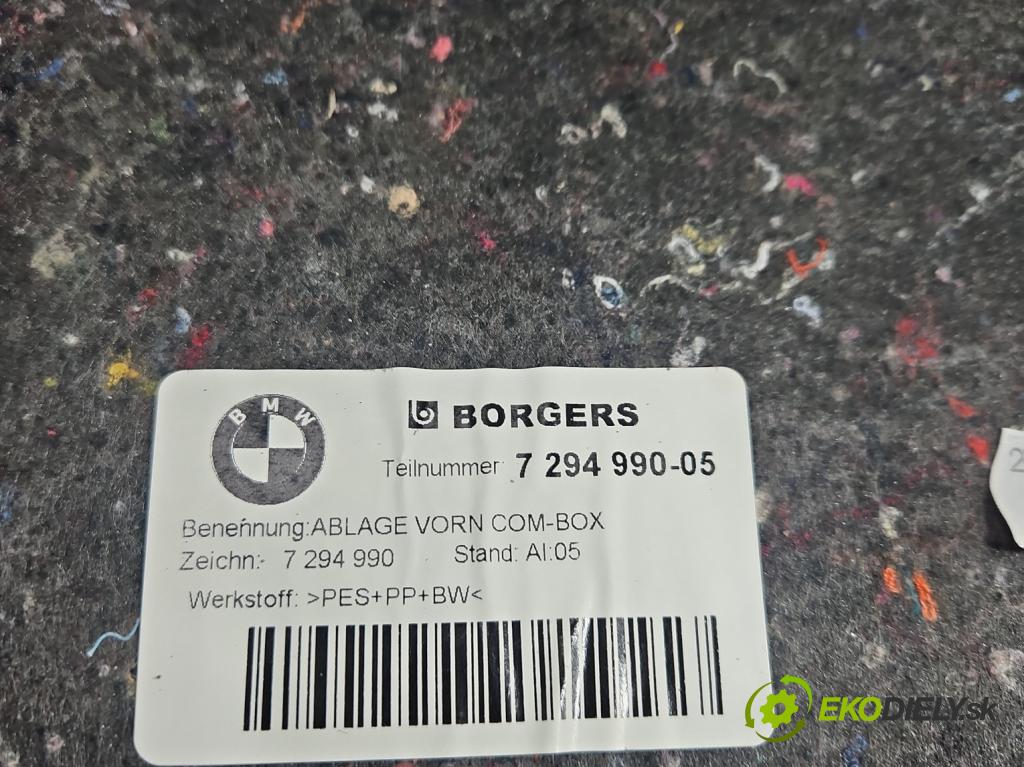 BMW
BORGERS
Teilnummer: 7 294 990-05
Benennung:ABLAGE VORN COM-BOX
Zeichn: 7 294 990 Stand: AI:05
Werkstoff: >PES+PP+BW<
2
EKODIELY.sk